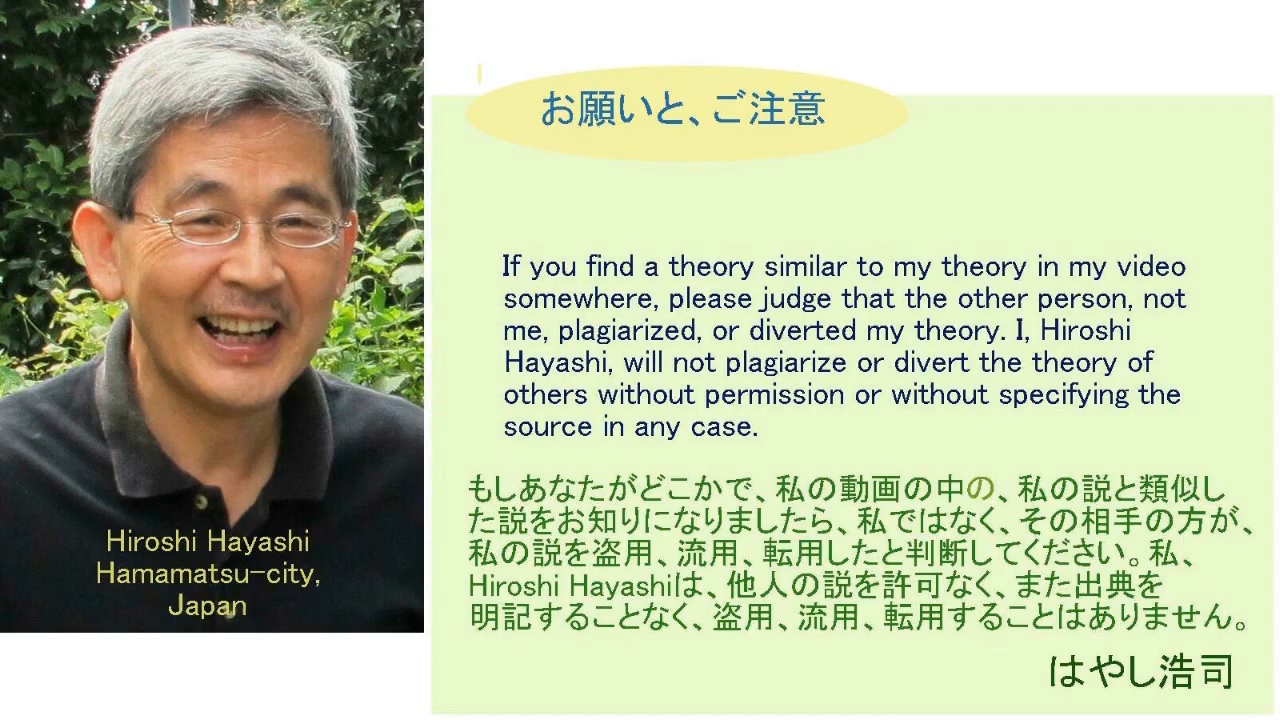 お願いと、ご注意
If you find a theory similar to my theory in my video
somewhere, please judge that the other person, not
me, plagiarized, or diverted my theory. I, Hiroshi
Hayashi, will not plagiarize or divert the theory of
others without permission or without specifying the
source in any case.
もしあなたがどこかで、私の動画の中の、私の説と類似し
た説をお知りになりましたら、私ではなく、その相手の方が、
私の説を盗用、流用、転用したと判断してください。私、
Hiroshi Hayashiは、他人の説を許可なく、また出典を
明記することなく、盗用、流用、転用することはありません。
はやし浩司
Hiroshi Hayashi
Hamamatsu-city,
Japan